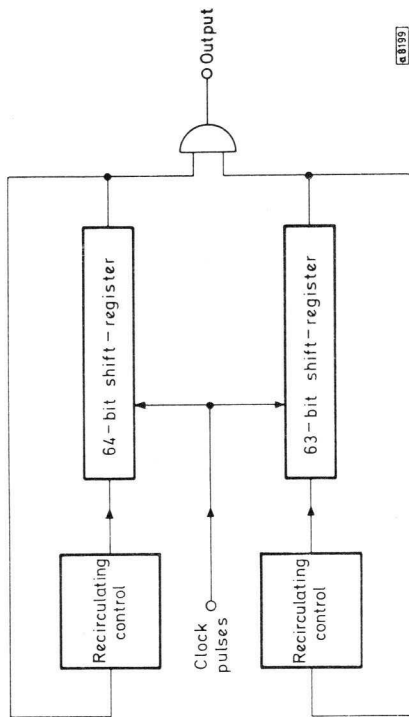 Recirculating
control
64-bit shift-register
Clock
pulses
Output
Recirculating
control
63-bit shift-register
a8199